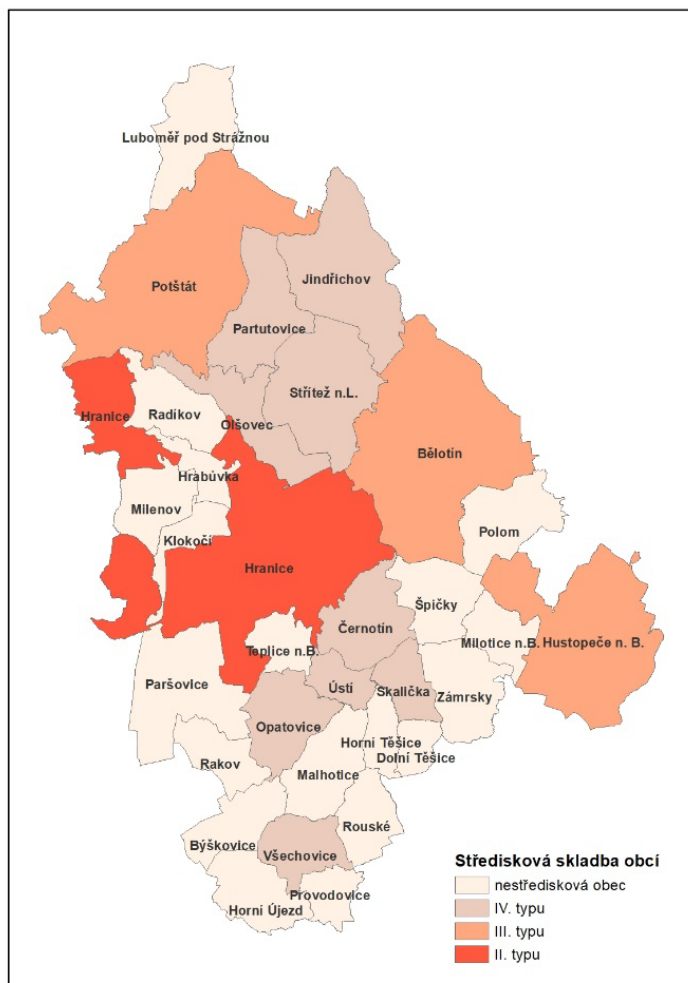 Luboměř pod Strážnou
Jindřichov
Potštát
Partutovice
Střítež n.L.
Hranice
Radíkov
Olšovec
Bělotín
Hrabůvka
Milenov
Polom
Klokočí
Hranice
Špičky
Černotín
Teplice n.B.
Milotice n.B.
Hustopeče n. B.
Paršovice
Ústí
Skalička
Zámrsky
Opatovice
Horní Těšice
Rakov
Dolní Těšice
Malhotice
Rouské
Býškovice
Všechovice
Provodovice
Horní Újezd
Středisková skladba obcí
nestředisková obec
IV. typu
III. typu
II. typu